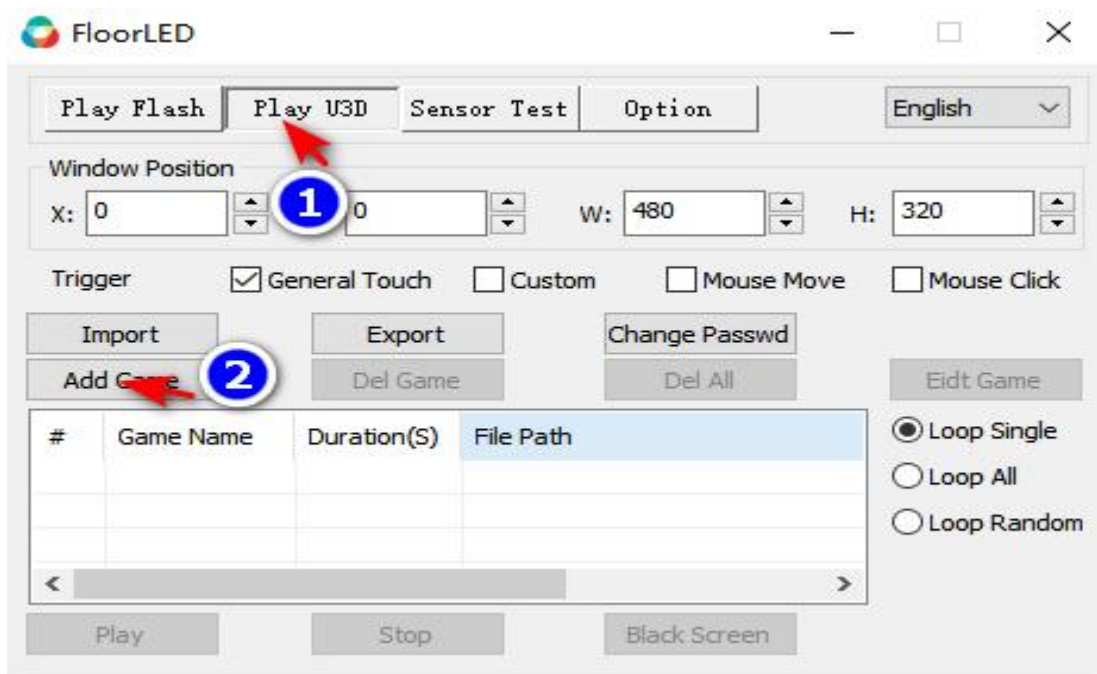 FloorLED
Play Flash Play U3D Sensor Test Option English
Window Position
X: 0 1 0 W: 480 H: 320
Trigger General Touch Custom Mouse Move Mouse Click
Import Export Change Passwd
Add Game 2 Del Game Del All Eidt Game
# Game Name Duration(S) File Path
Loop Single
Loop All
Loop Random
Play Stop Black Screen